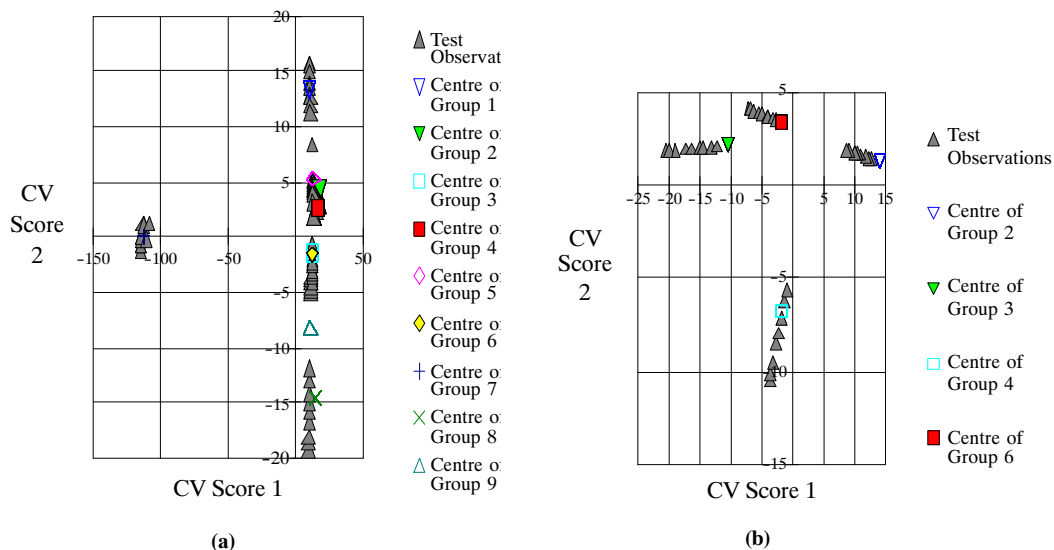 20
15
10
5
0
-5
-10
-15
-20
-150
-100
-50
0
50
CV
Score
2
CV Score 1
Test
Observat
Centre o
Group 1
Centre o
Group 2
Centre o
Group 3
Centre o
Group 4
Centre o
Group 5
Centre o
Group 6
Centre o
Group 7
Centre o
Group 8
Centre o
Group 9
(a)
5
-5
-10
-15
-25
-15
-5
5
15
CV
Score
2
CV Score 1
Test
Observations
Centre of
Group 2
Centre of
Group 3
Centre of
Group 4
Centre of
Group 6
(b)